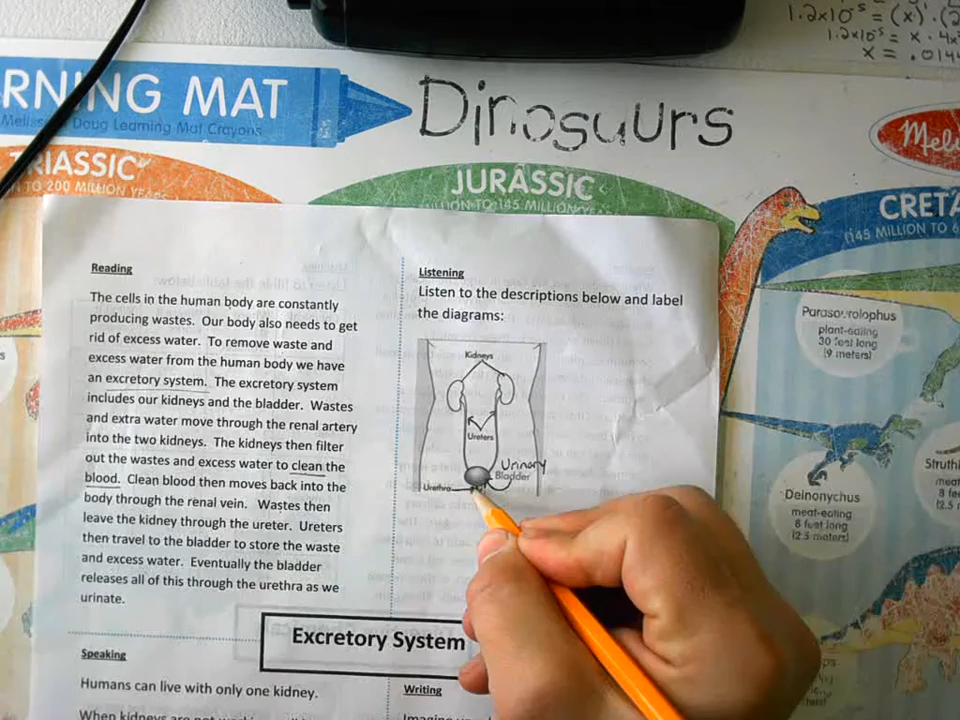 1.2x10⁻⁵ = (x)
1.2x10⁻⁵ = x
x = .0144
RNING MAT
Melissa & Doug Learning Mat Crayons
Dinosaurs
TRIASSIC
TO 200 MILLION YEARS
JURASSIC
MILLION TO 145 MILLION YEARS
CRETA
(145 MILLION TO 6
Parasaurolophus
plant-eating
30 feet long
(9 meters)
Deinonychus
meat-eating
8 feet long
(2.5 meters)
Struthi
meat
8 fee
(2.5 m
Reading
The cells in the human body are constantly
producing wastes. Our body also needs to get
rid of excess water. To remove waste and
excess water from the human body we have
an excretory system. The excretory system
includes our kidneys and the bladder. Wastes
and extra water move through the renal artery
into the two kidneys. The kidneys then filter
out the wastes and excess water to clean the
blood. Clean blood then moves back into the
body through the renal vein. Wastes then
leave the kidney through the ureter. Ureters
then travel to the bladder to store the waste
and excess water. Eventually the bladder
releases all of this through the urethra as we
urinate.
Listening
Listen to the descriptions below and label
the diagrams:
Kidneys
Ureters
Urinary
Bladder
Urethra
Excretory System
Speaking
Humans can live with only one kidney.
Writing